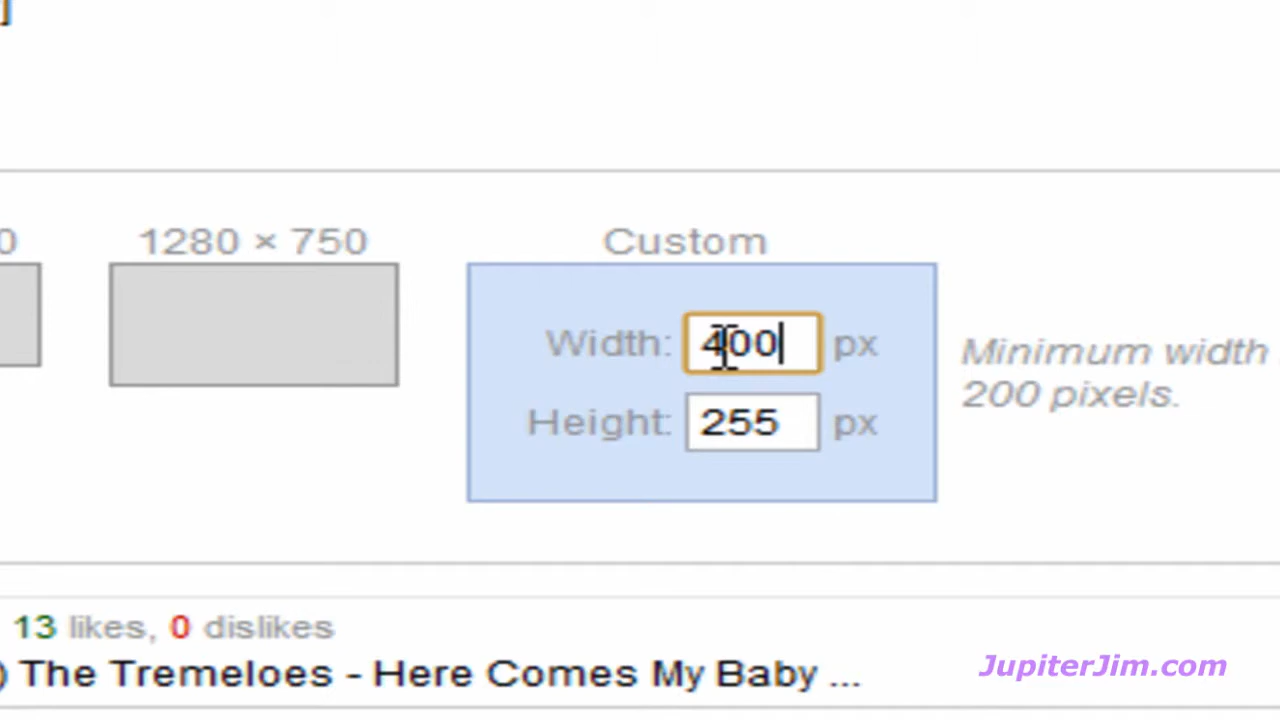 ]
0
1280 × 750
Custom
Width: 400 px
Height: 255 px
Minimum width
200 pixels.
13 likes, 0 dislikes
) The Tremeloes - Here Comes My Baby ...
JupiterJim.com